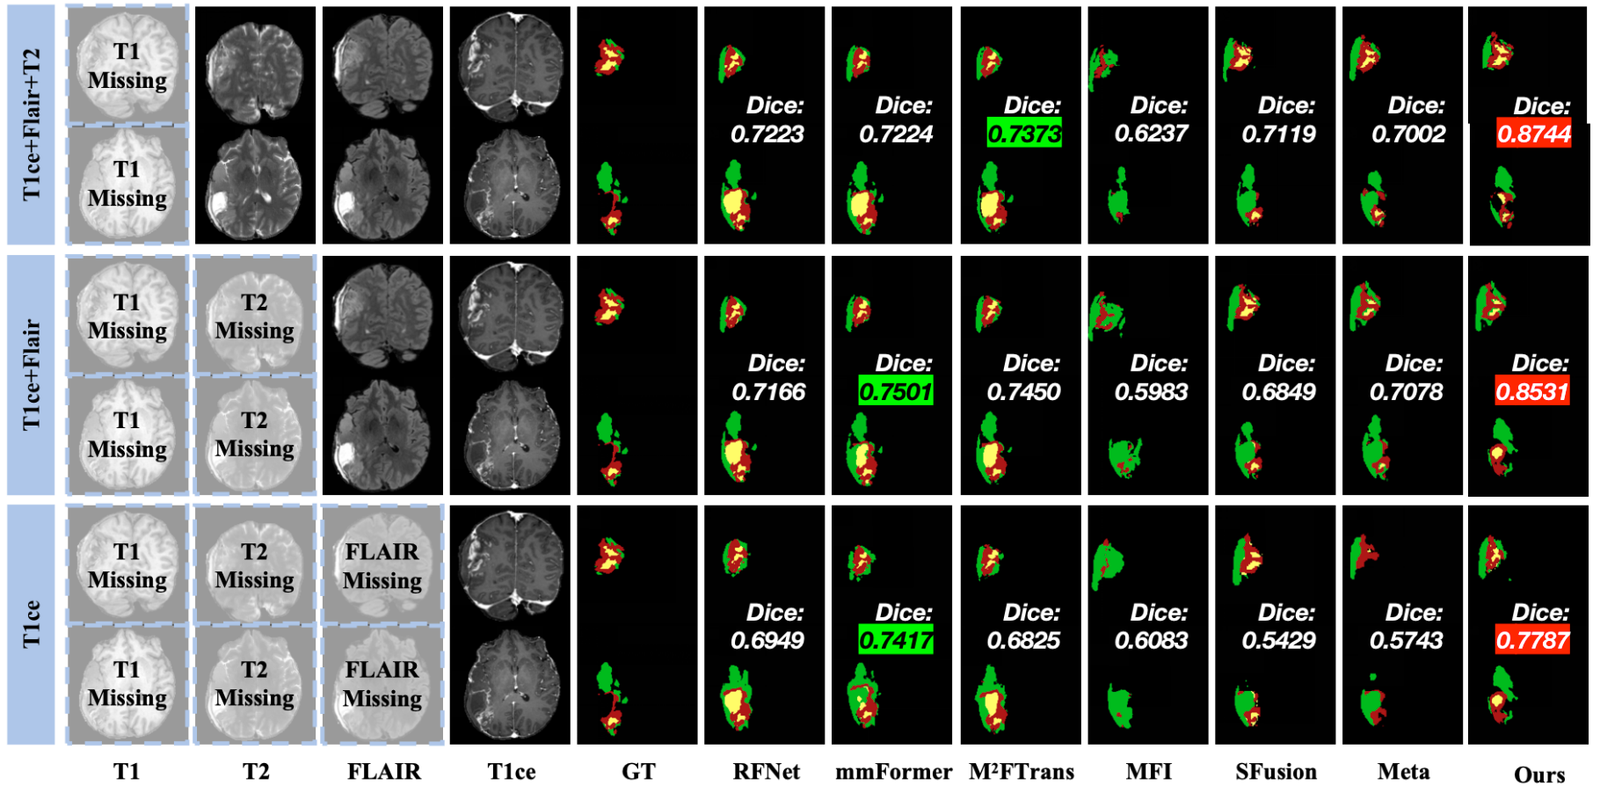 T1ce+Flair+T2
T1
Missing
T1
Missing
Dice:
0.7223
Dice:
0.7224
Dice:
0.7373
Dice:
0.6237
Dice:
0.7119
Dice:
0.7002
Dice:
0.8744
T1ce+Flair
T1
Missing
T2
Missing
T1
Missing
T2
Missing
Dice:
0.7166
Dice:
0.7501
Dice:
0.7450
Dice:
0.5983
Dice:
0.6849
Dice:
0.7078
Dice:
0.8531
T1ce
T1
Missing
T2
Missing
FLAIR
Missing
T1
Missing
T2
Missing
FLAIR
Missing
Dice:
0.6949
Dice:
0.7417
Dice:
0.6825
Dice:
0.6083
Dice:
0.5429
Dice:
0.5743
Dice:
0.7787
T1 T2 FLAIR T1ce GT RFNet mmFormer M²FTrans MFI SFusion Meta Ours